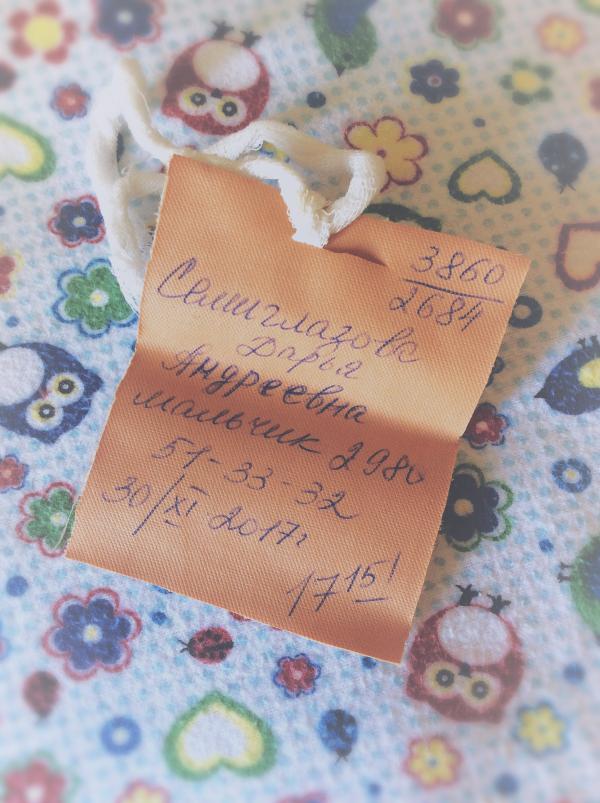 3860
2684
Семиглазова
Дарья
Андреевна
мальчик 2980
51-33-32
30/XI 2017г
17 15!